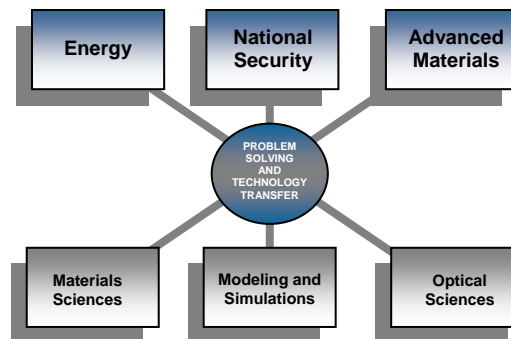 Energy
National
Security
Advanced
Materials
PROBLEM
SOLVING
AND
TECHNOLOGY
TRANSFER
Materials
Sciences
Modeling and
Simulations
Optical
Sciences